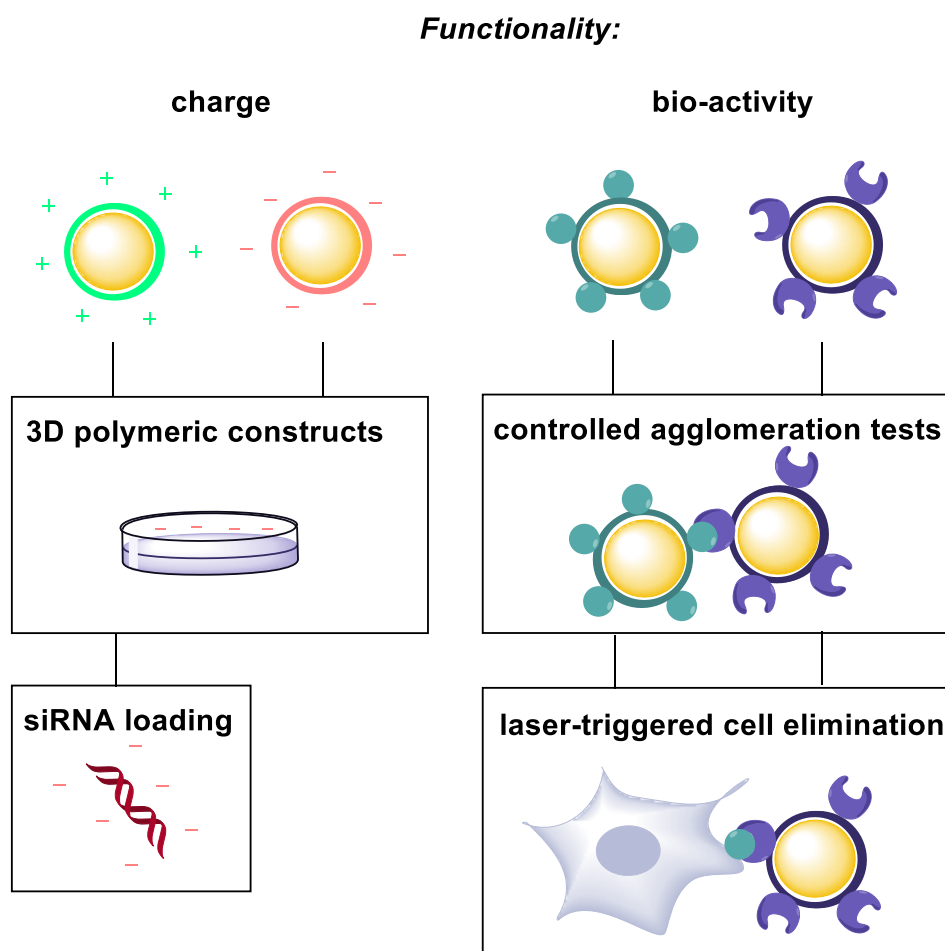 Functionality:
charge
bio-activity
3D polymeric constructs
controlled agglomeration tests
siRNA loading
laser-triggered cell elimination